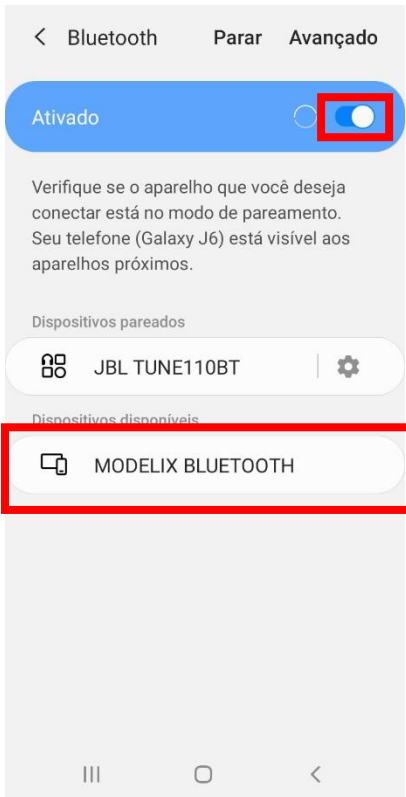 Bluetooth Parar Avançado
Ativado
Verifique se o aparelho que você deseja
conectar está no modo de pareamento.
Seu telefone (Galaxy J6) está visível aos
aparelhos próximos.
Dispositivos pareados
JBL TUNE110BT
Dispositivos disponíveis
MODELIX BLUETOOTH